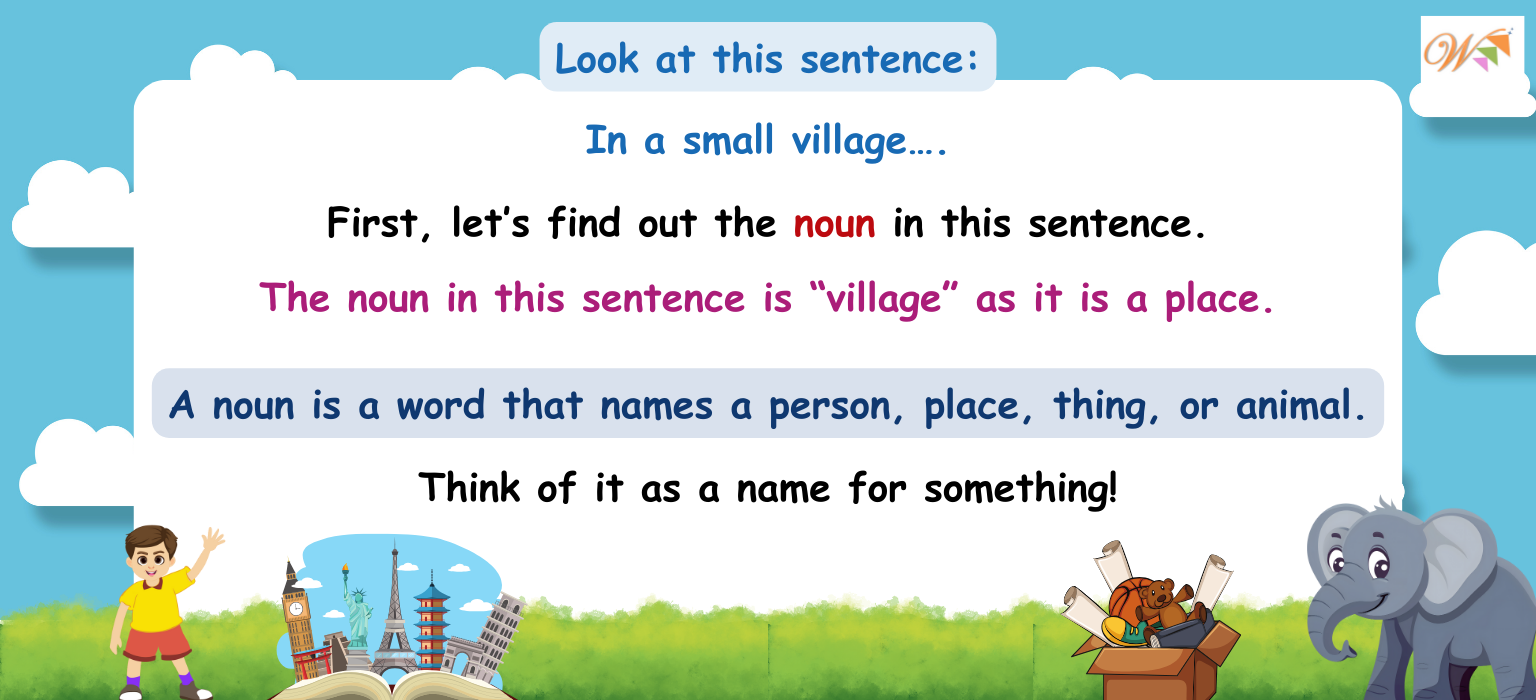 Look at this sentence:
W
In a small village….
First, let's find out the noun in this sentence.
The noun in this sentence is “village” as it is a place.
A noun is a word that names a person, place, thing, or animal.
Think of it as a name for something!